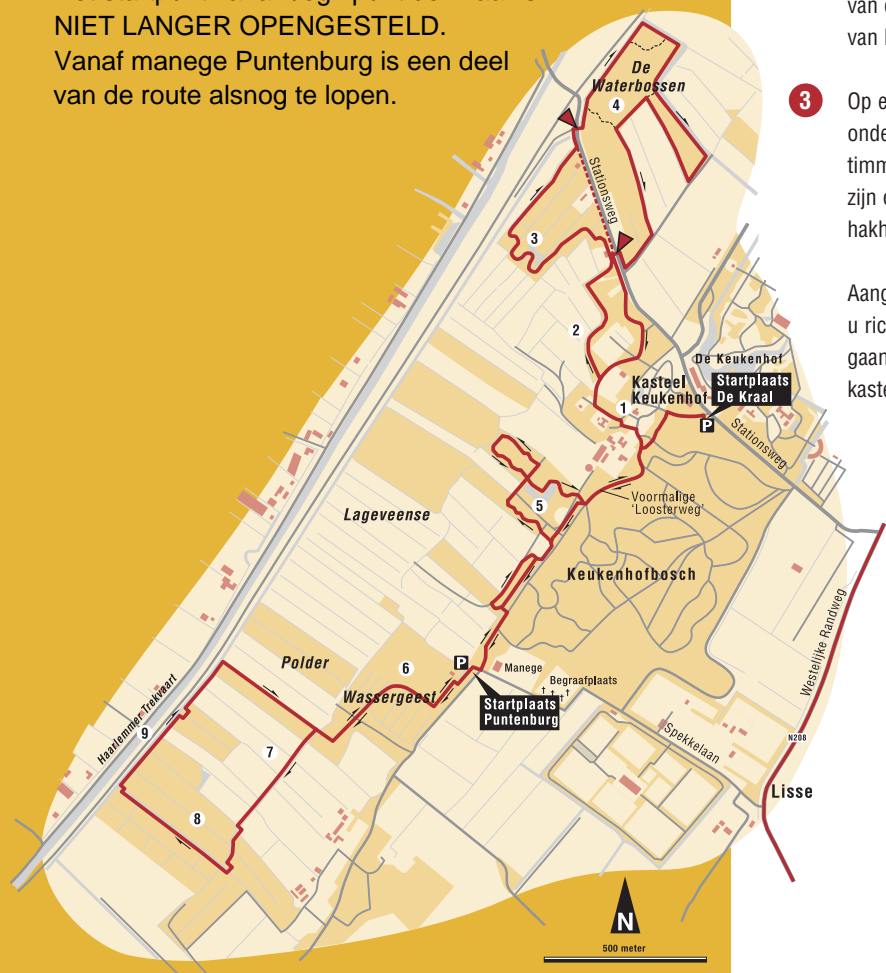 NIET LANGER OPENGESTELD.
Vanaf manege Puntenburg is een deel
van de route alsnog te lopen.
De
Waterbossen
4
Stationsweg
3
2
De Keukenhof
Kasteel
Keukenhof
Startplaats
De Kraal
1
P
Stationsweg
5
Voormalige
'Loosterweg'
Lageveense
Keukenhofbosch
Polder
6
P
Manege
Wassergeest
Begraafplaats
Startplaats
Puntenburg
Westelijke Randweg
Haarlemmer Trekvaart
9
7
Spekkelaan
N208
8
Lisse
N
500 meter
van
van
3
Op e
onde
timm
zijn
hakh
Aang
u ric
gaan
kaste